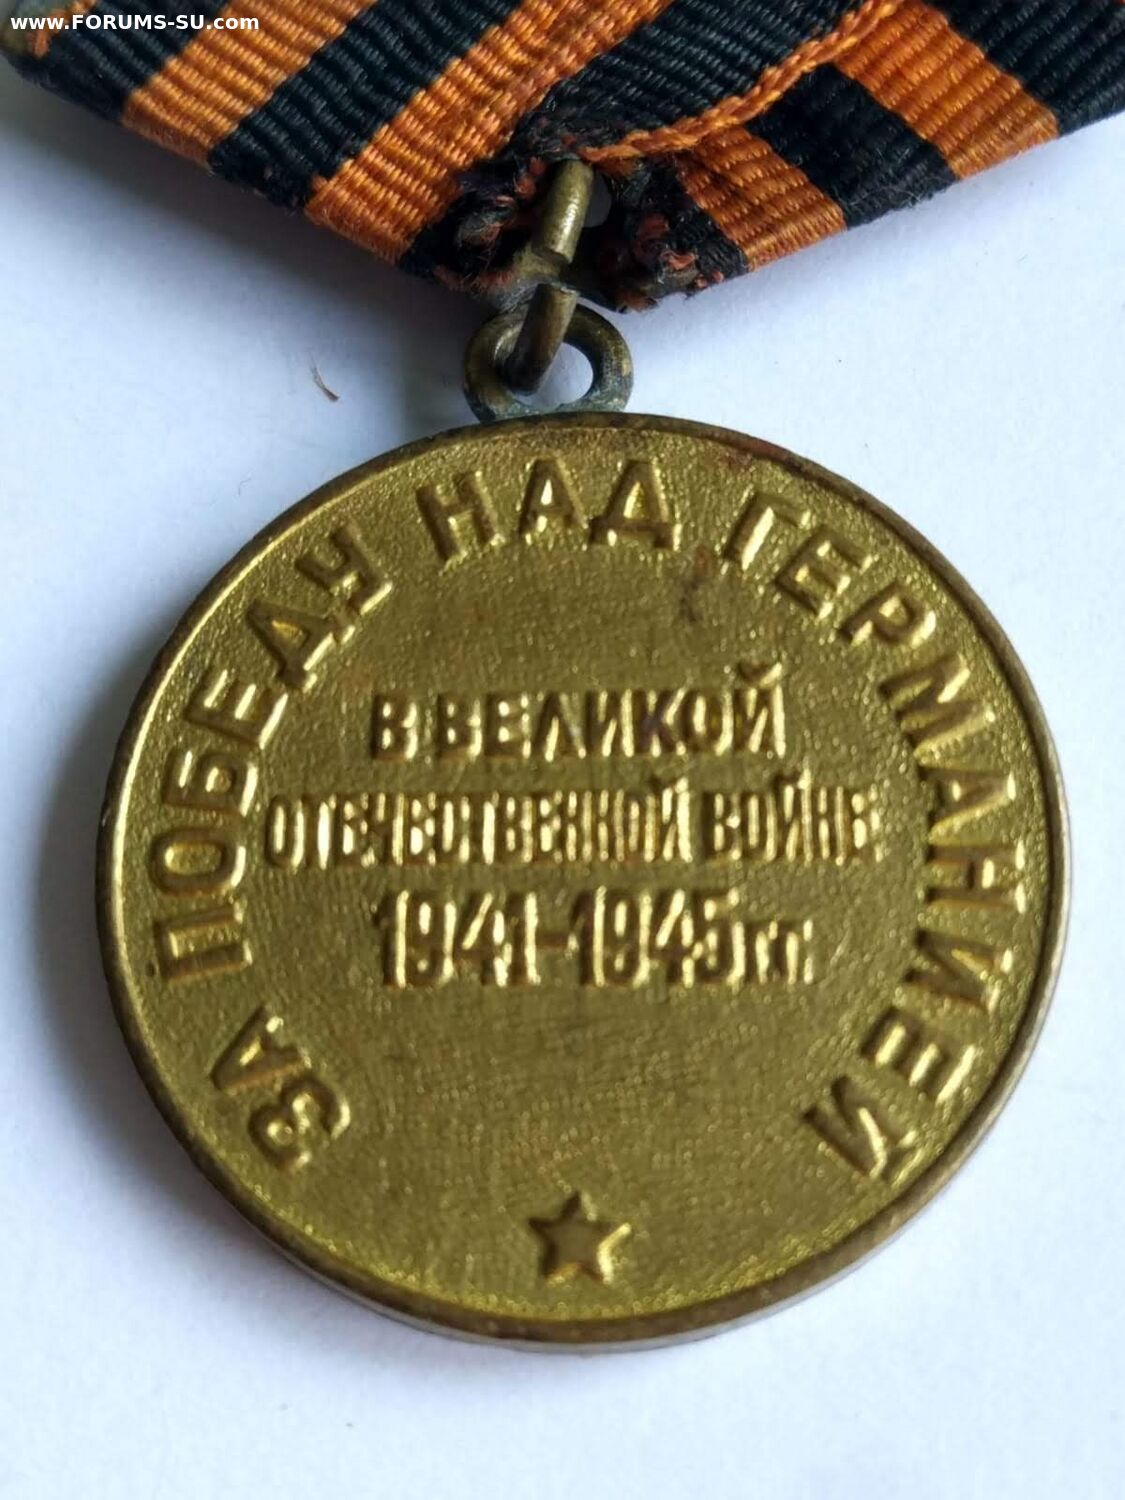 www.FORUMS-SU.com
ЗА ПОБЕДУ НАД ГЕРМАНИЕЙ
В ВЕЛИКОЙ
ОТЕЧЕСТВЕННОЙ ВОЙНЕ
1941-1945 гг.